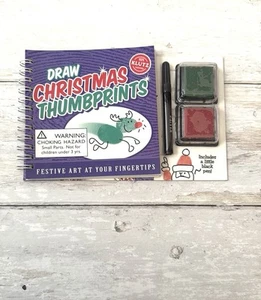 DRAW
CHRISTMAS
THUMBPRINTS
KLUTZ
WARNING:
CHOKING HAZARD
Small Parts. Not for
children under 3 yrs.
FESTIVE ART AT YOUR FINGERTIPS
Includes
a little
black
pen!